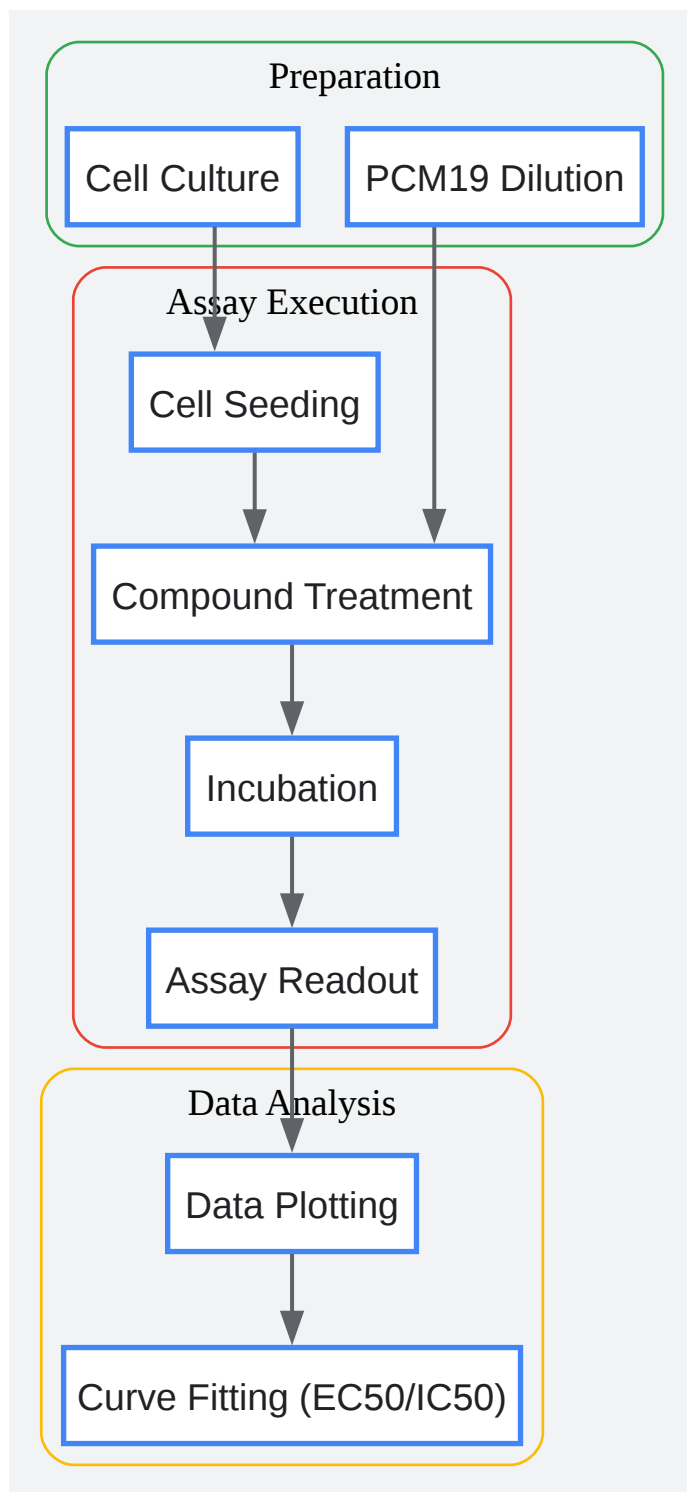 Preparation
Cell Culture
PCM19 Dilution
Assay Execution
Cell Seeding
Compound Treatment
Incubation
Assay Readout
Data Analysis
Data Plotting
Curve Fitting (EC50/IC50)